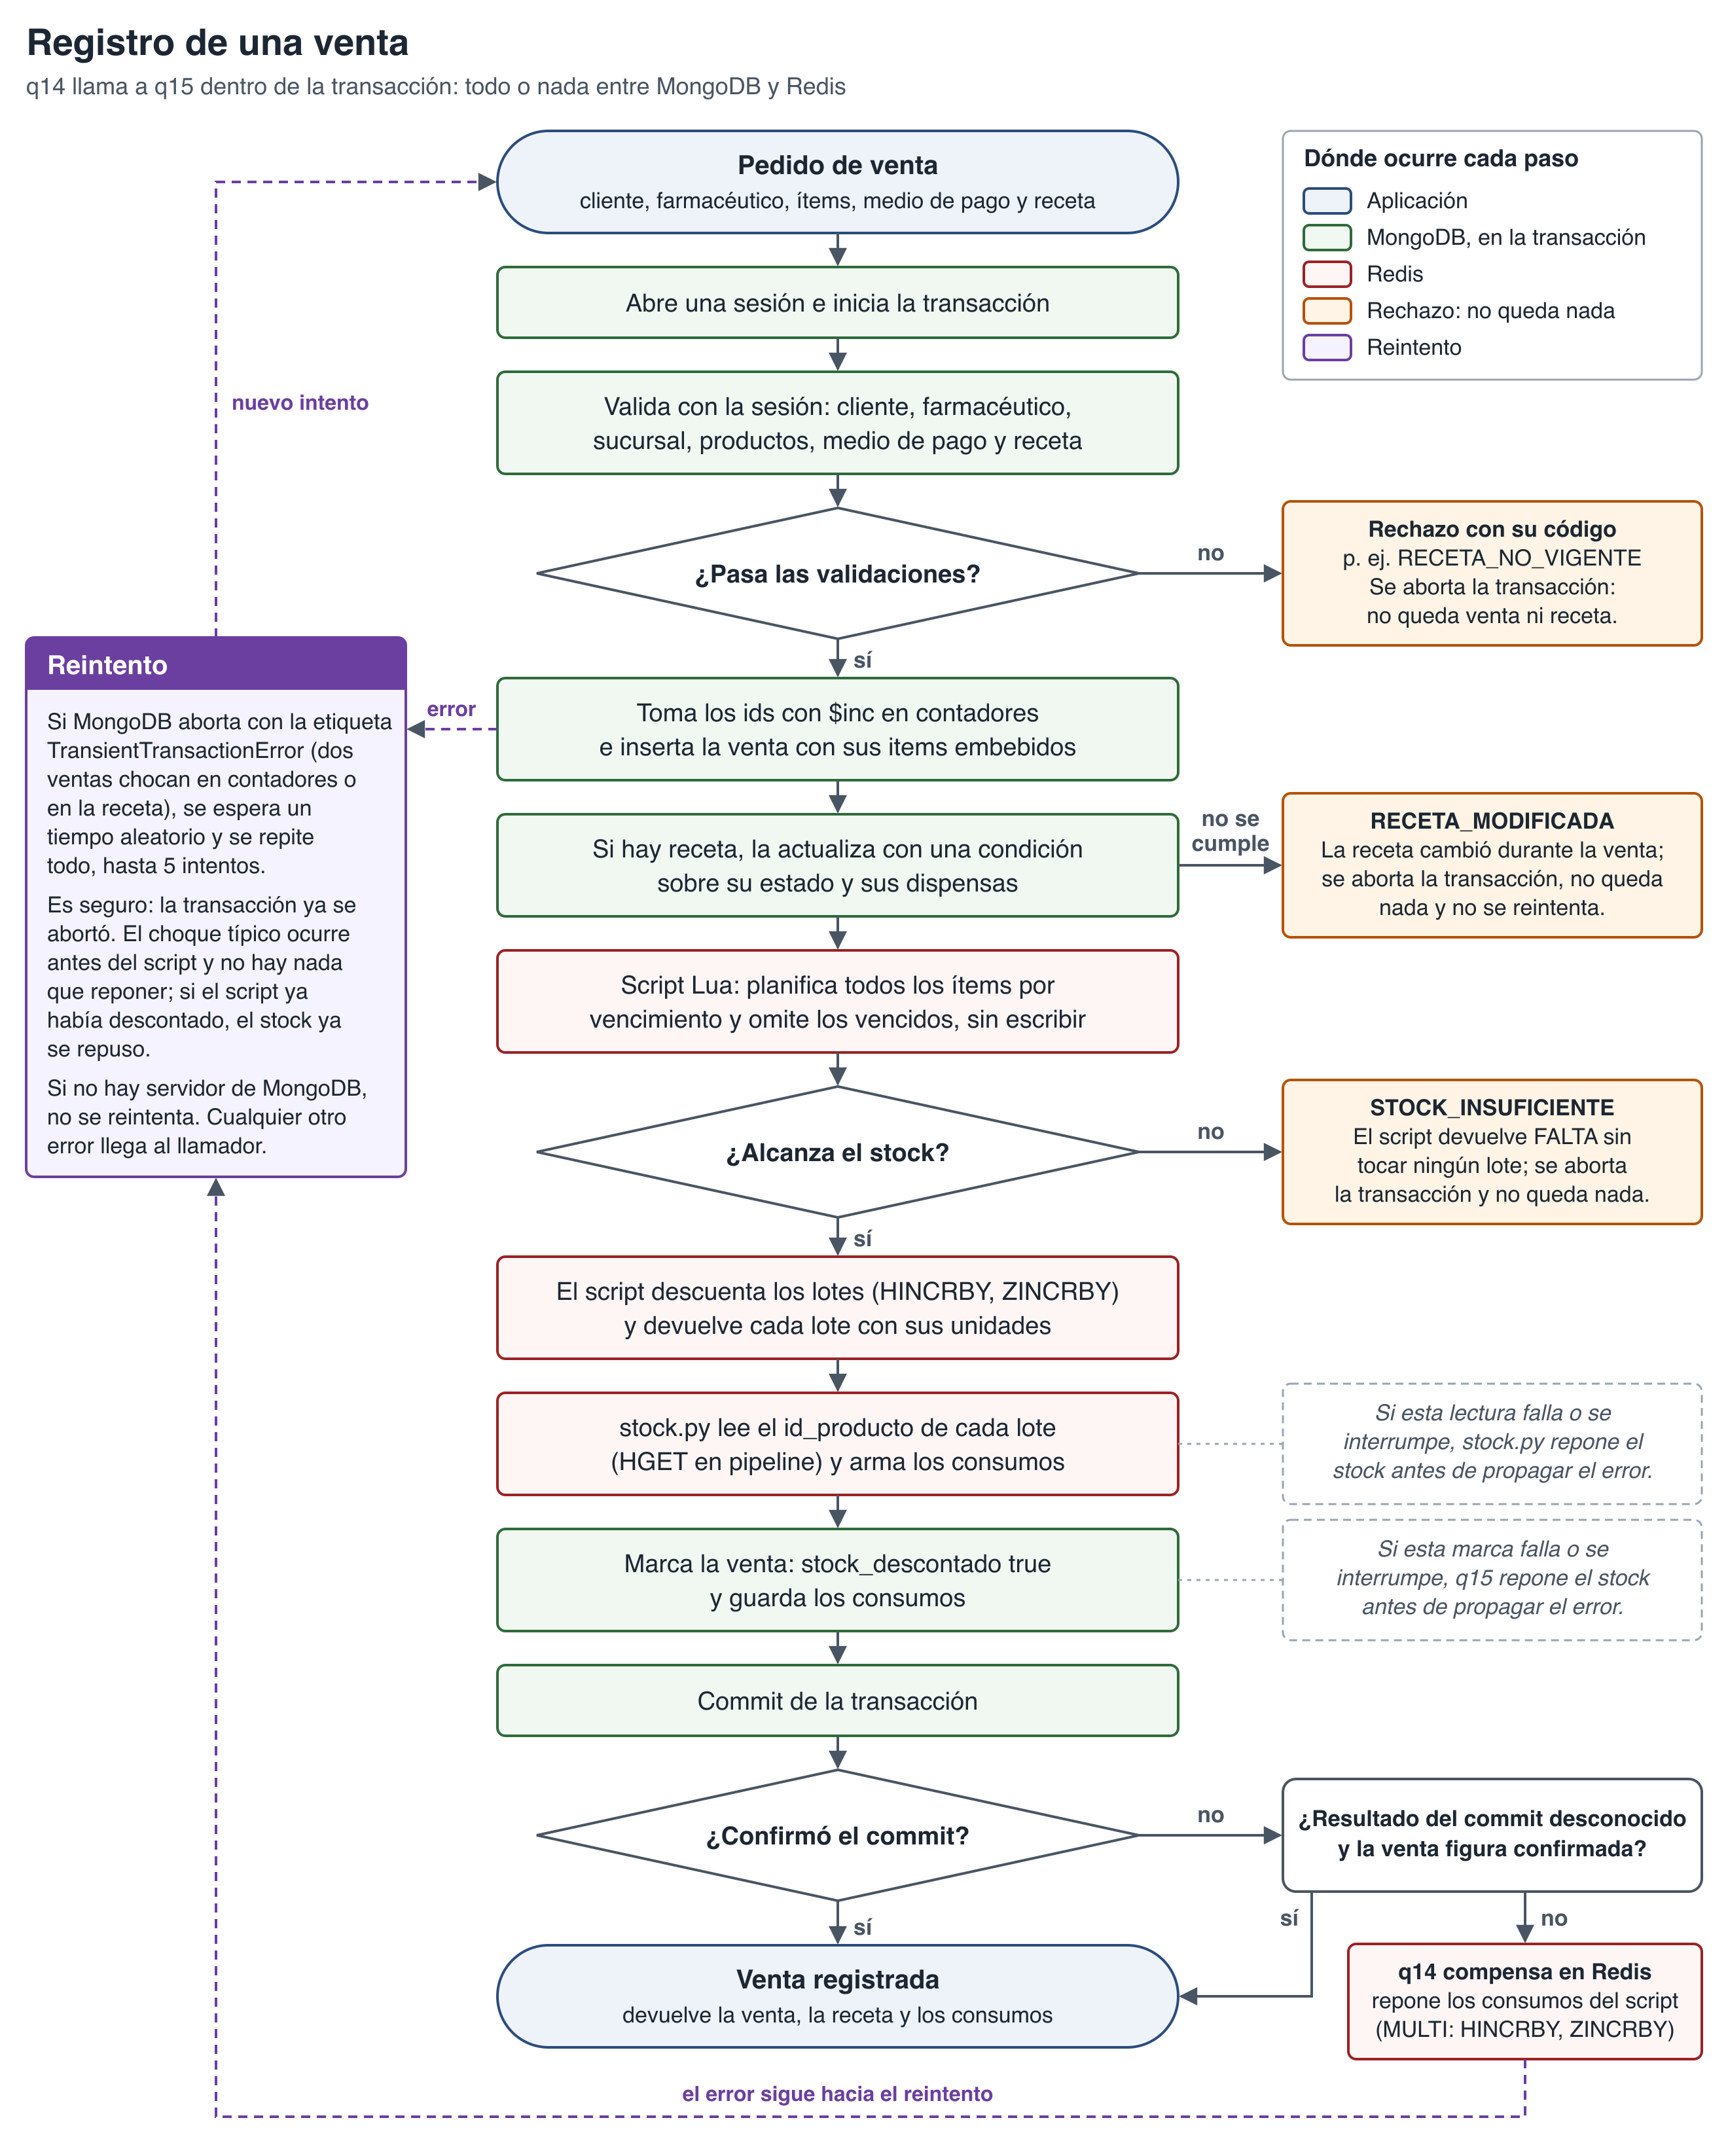 Registro de una venta
q14 llama a q15 dentro de la transacción: todo o nada entre MongoDB y Redis
Pedido de venta
cliente, farmacéutico, ítems, medio de pago y receta
Dónde ocurre cada paso
Aplicación
MongoDB, en la transacción
Redis
Rechazo: no queda nada
Reintento
Abre una sesión e inicia la transacción
nuevo intento
Valida con la sesión: cliente, farmacéutico,
sucursal, productos, medio de pago y receta
¿Pasa las validaciones?
no
Rechazo con su código
p. ej. RECETA_NO_VIGENTE
Se aborta la transacción:
no queda venta ni receta.
sí
Reintento
Si MongoDB aborta con la etiqueta
TransientTransactionError (dos
ventas chocan en contadores o
en la receta), se espera un
tiempo aleatorio y se repite
todo, hasta 5 intentos.
Es seguro: la transacción ya se
abortó. El choque típico ocurre
antes del script y no hay nada
que reponer; si el script ya
había descontado, el stock ya
se repuso.
Si no hay servidor de MongoDB,
no se reintenta. Cualquier otro
error llega al llamador.
error
Toma los ids con $inc en contadores
e inserta la venta con sus items embebidos
Si hay receta, la actualiza con una condición
sobre su estado y sus dispensas
no se
cumple
RECETA_MODIFICADA
La receta cambió durante la venta;
se aborta la transacción, no queda
nada y no se reintenta.
Script Lua: planifica todos los ítems por
vencimiento y omite los vencidos, sin escribir
¿Alcanza el stock?
no
STOCK_INSUFICIENTE
El script devuelve FALTA sin
tocar ningún lote; se aborta
la transacción y no queda nada.
sí
El script descuenta los lotes (HINCRBY, ZINCRBY)
y devuelve cada lote con sus unidades
stock.py lee el id_producto de cada lote
(HGET en pipeline) y arma los consumos
Si esta lectura falla o se
interrumpe, stock.py repone el
stock antes de propagar el error.
Marca la venta: stock_descontado true
y guarda los consumos
Si esta marca falla o se
interrumpe, q15 repone el stock
antes de propagar el error.
Commit de la transacción
¿Confirmó el commit?
no
¿Resultado del commit desconocido
y la venta figura confirmada?
sí
sí
no
Venta registrada
devuelve la venta, la receta y los consumos
q14 compensa en Redis
repone los consumos del script
(MULTI: HINCRBY, ZINCRBY)
el error sigue hacia el reintento